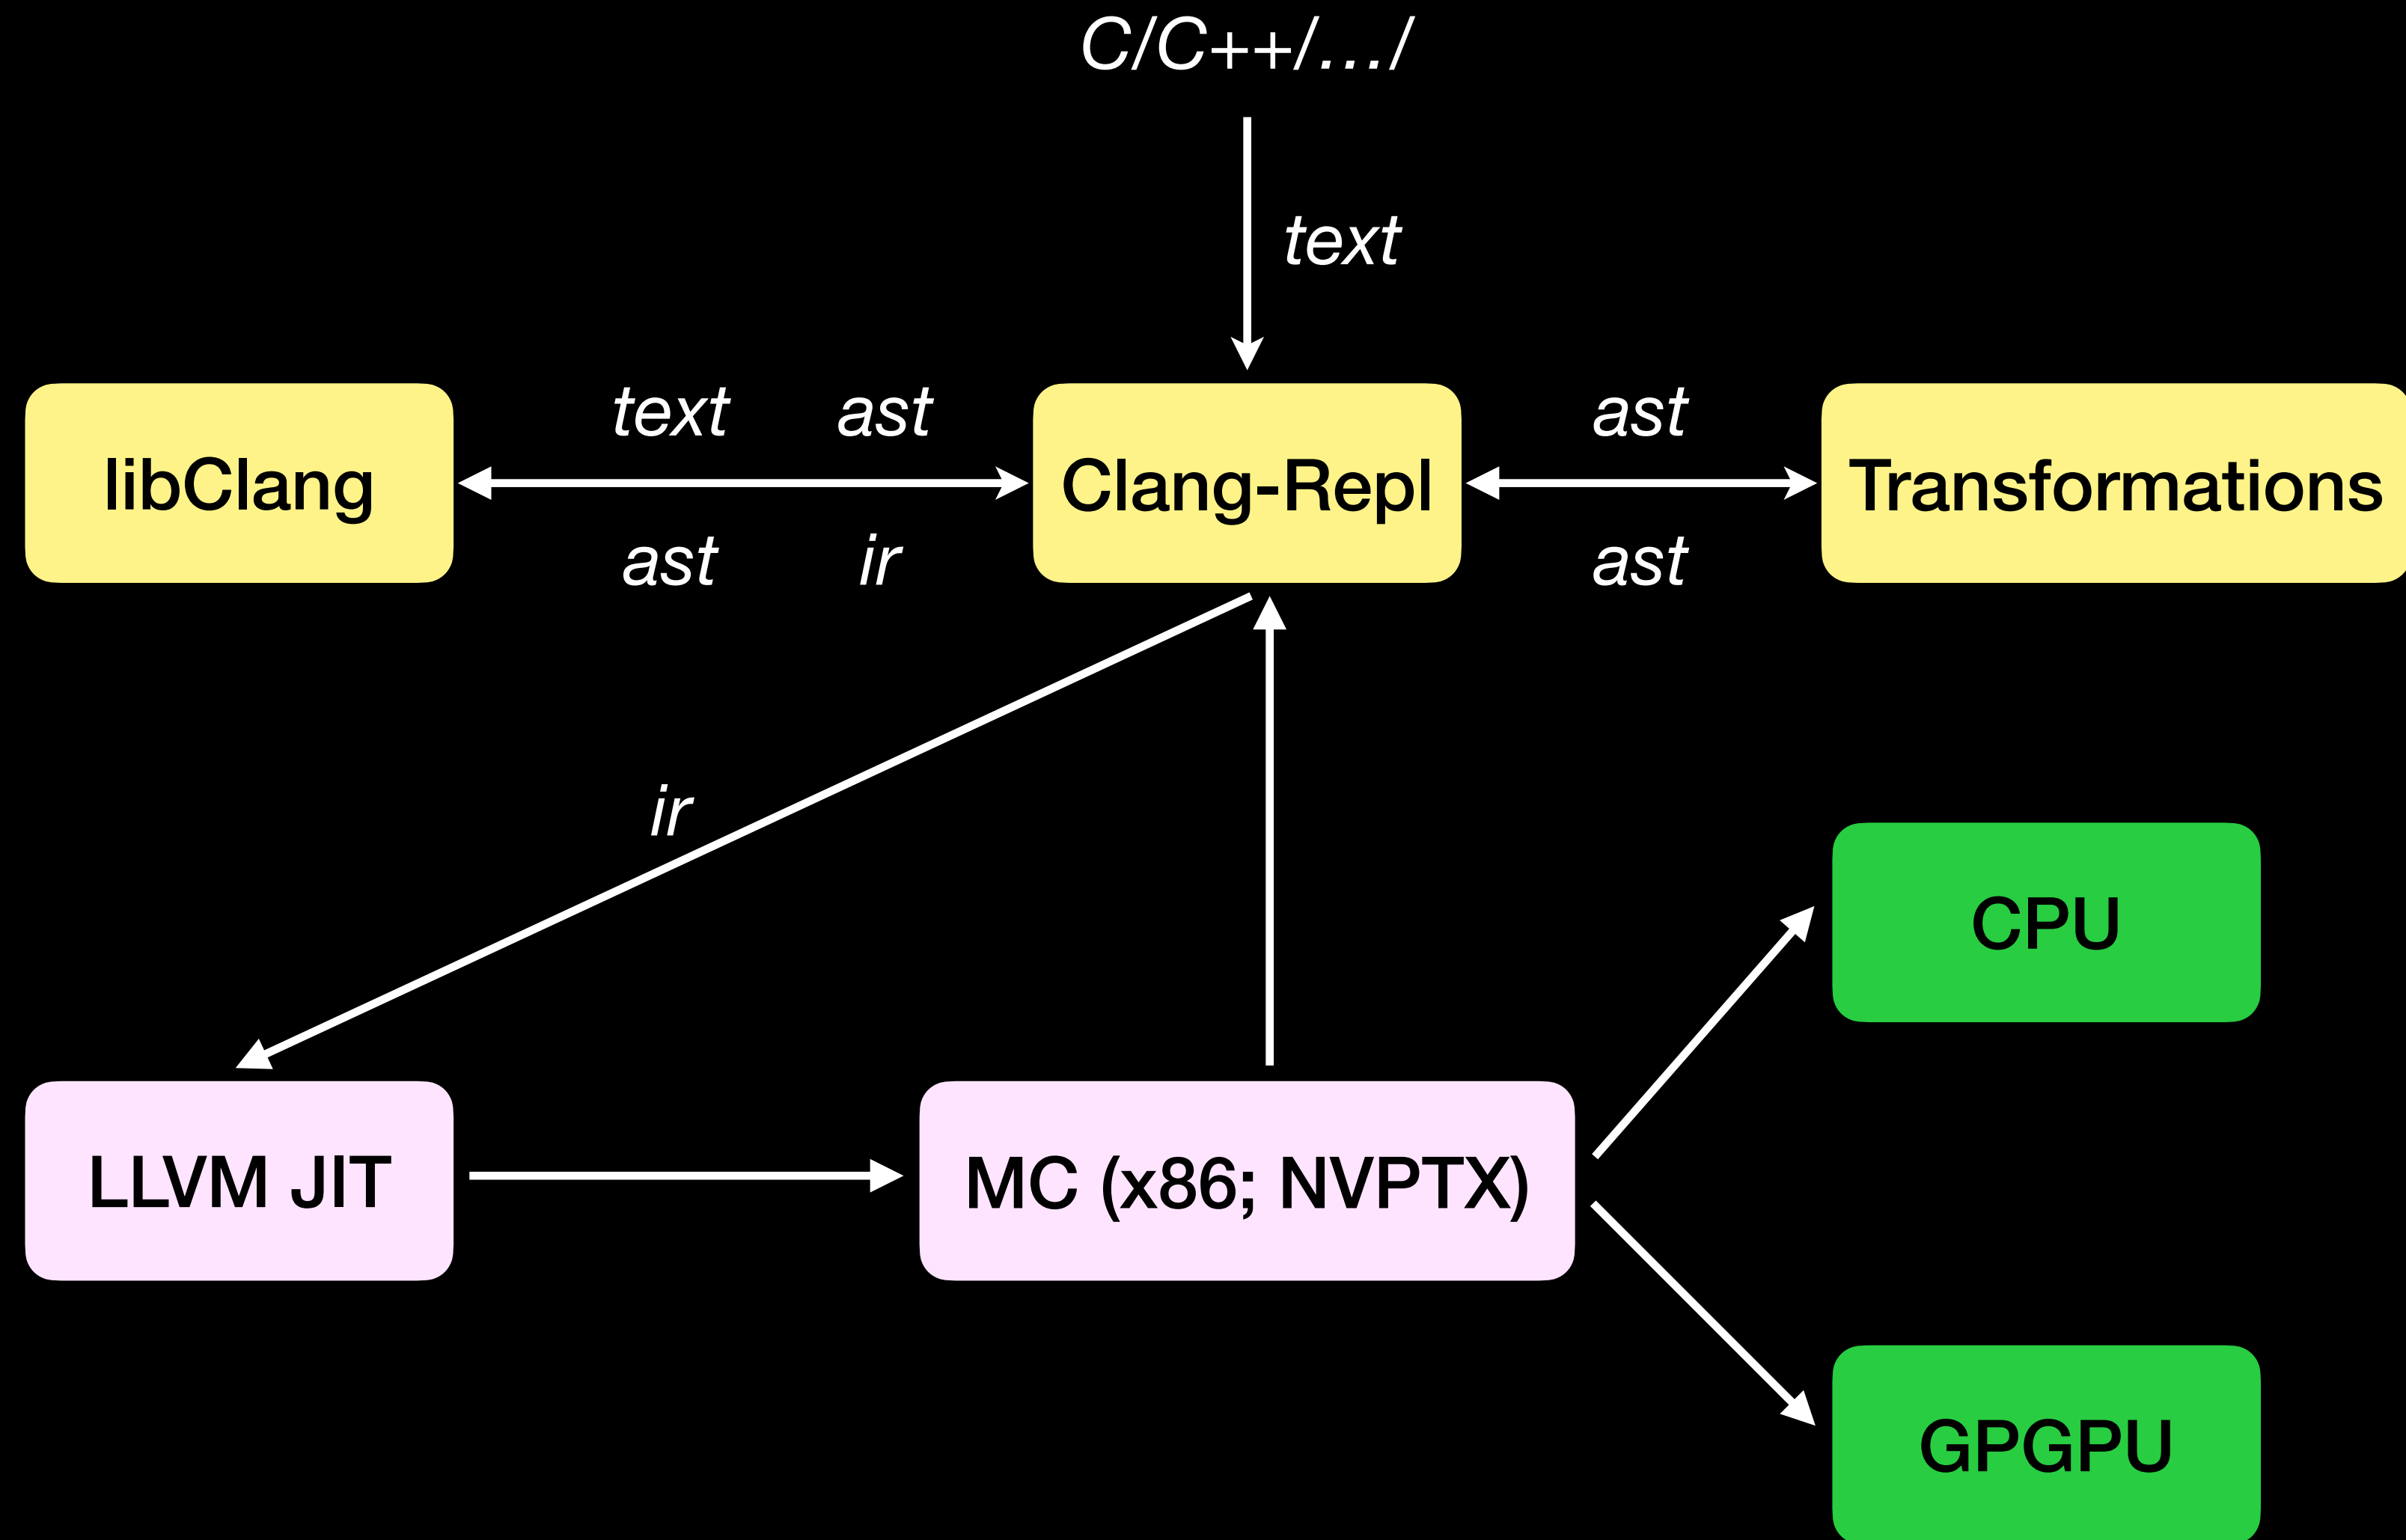 C/C++/.../
text
text
ast
ast
libClang
Clang-Repl
Transformations
ast
ir
ast
ir
CPU
LLVM JIT
MC (x86; NVPTX)
GPGPU